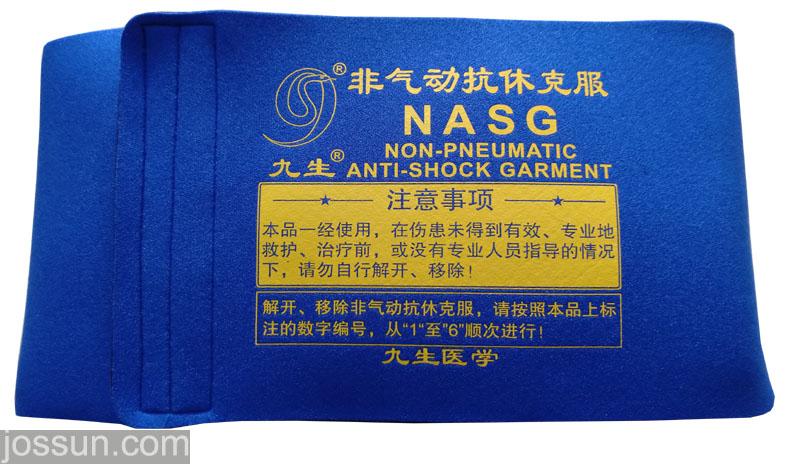 ®非气动抗休克服
NASG
NON-PNEUMATIC
九生® ANTI-SHOCK GARMENT
注意事项
本品一经使用，在伤患未得到有效、专业地
救护、治疗前，或没有专业人员指导的情况
下，请勿自行解开、移除！
解开、移除非气动抗休克服，请按照本品上标
注的数字编号，从“1“至”6”顺次进行！
九生医学
jossun.com